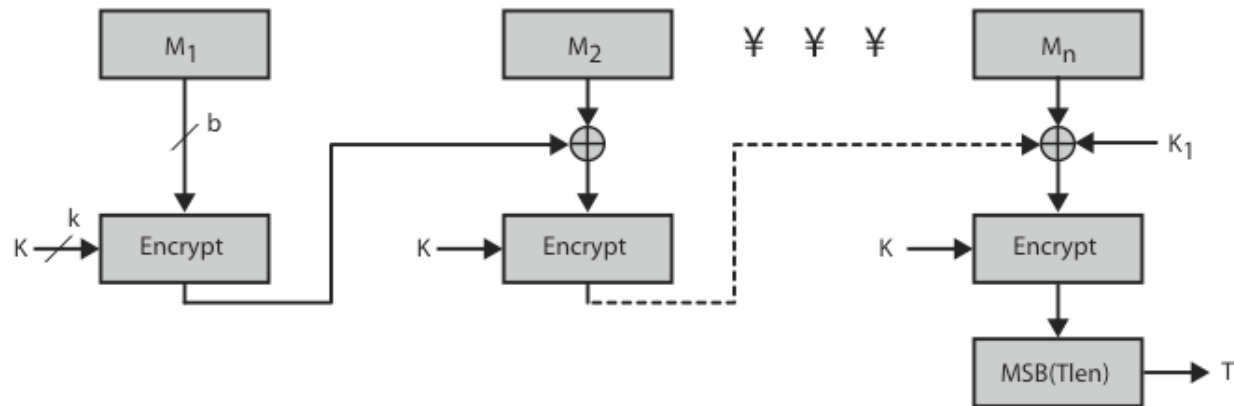 M1
M2
¥ ¥ ¥
Mn
b
K1
k
K
Encrypt
K
Encrypt
K
Encrypt
MSB(Tlen)
T